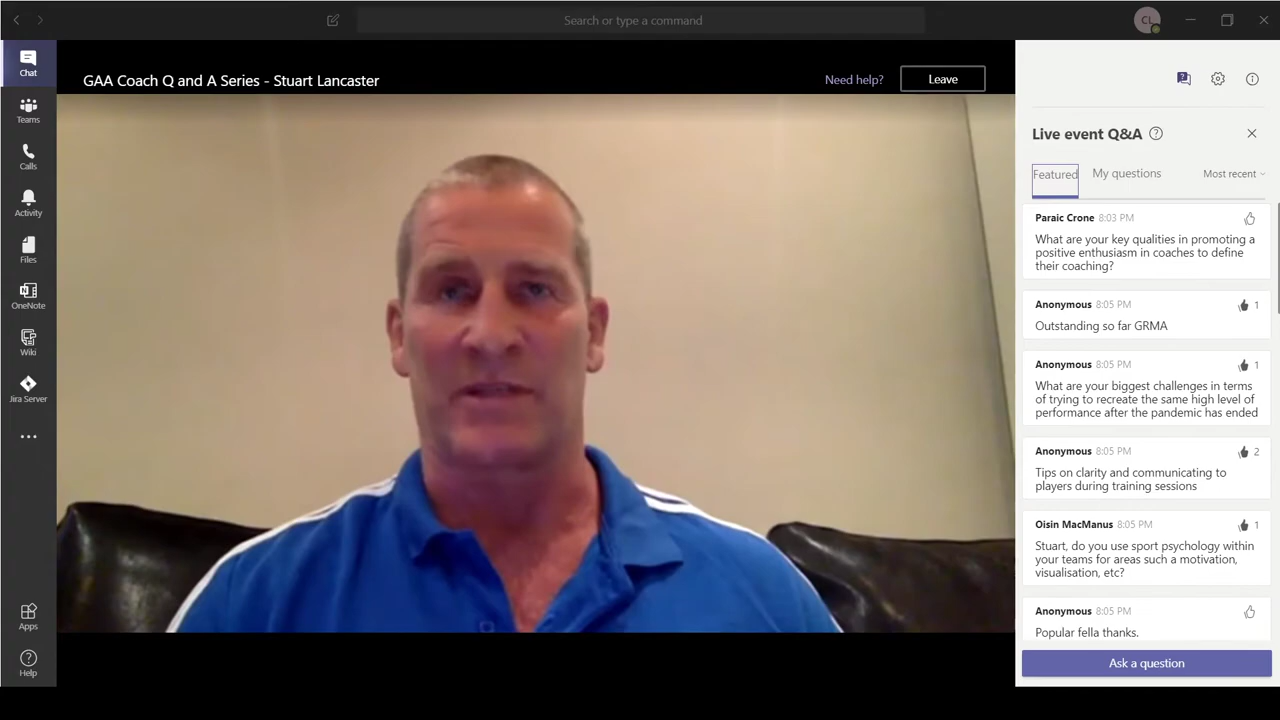 Search or type a command
CL
Chat
Teams
Calls
Activity
Files
OneNote
Wiki
Jira Server
Apps
Help
GAA Coach Q and A Series - Stuart Lancaster
Need help?
Leave
Live event Q&A
Featured
My questions
Most recent
Paraic Crone 8:03 PM
What are your key qualities in promoting a
positive enthusiasm in coaches to define
their coaching?
Anonymous 8:05 PM
1
Outstanding so far GRMA
Anonymous 8:05 PM
1
What are your biggest challenges in terms
of trying to recreate the same high level of
performance after the pandemic has ended
Anonymous 8:05 PM
2
Tips on clarity and communicating to
players during training sessions
Oisin MacManus 8:05 PM
1
Stuart, do you use sport psychology within
your teams for areas such a motivation,
visualisation, etc?
Anonymous 8:05 PM
Popular fella thanks.
Ask a question